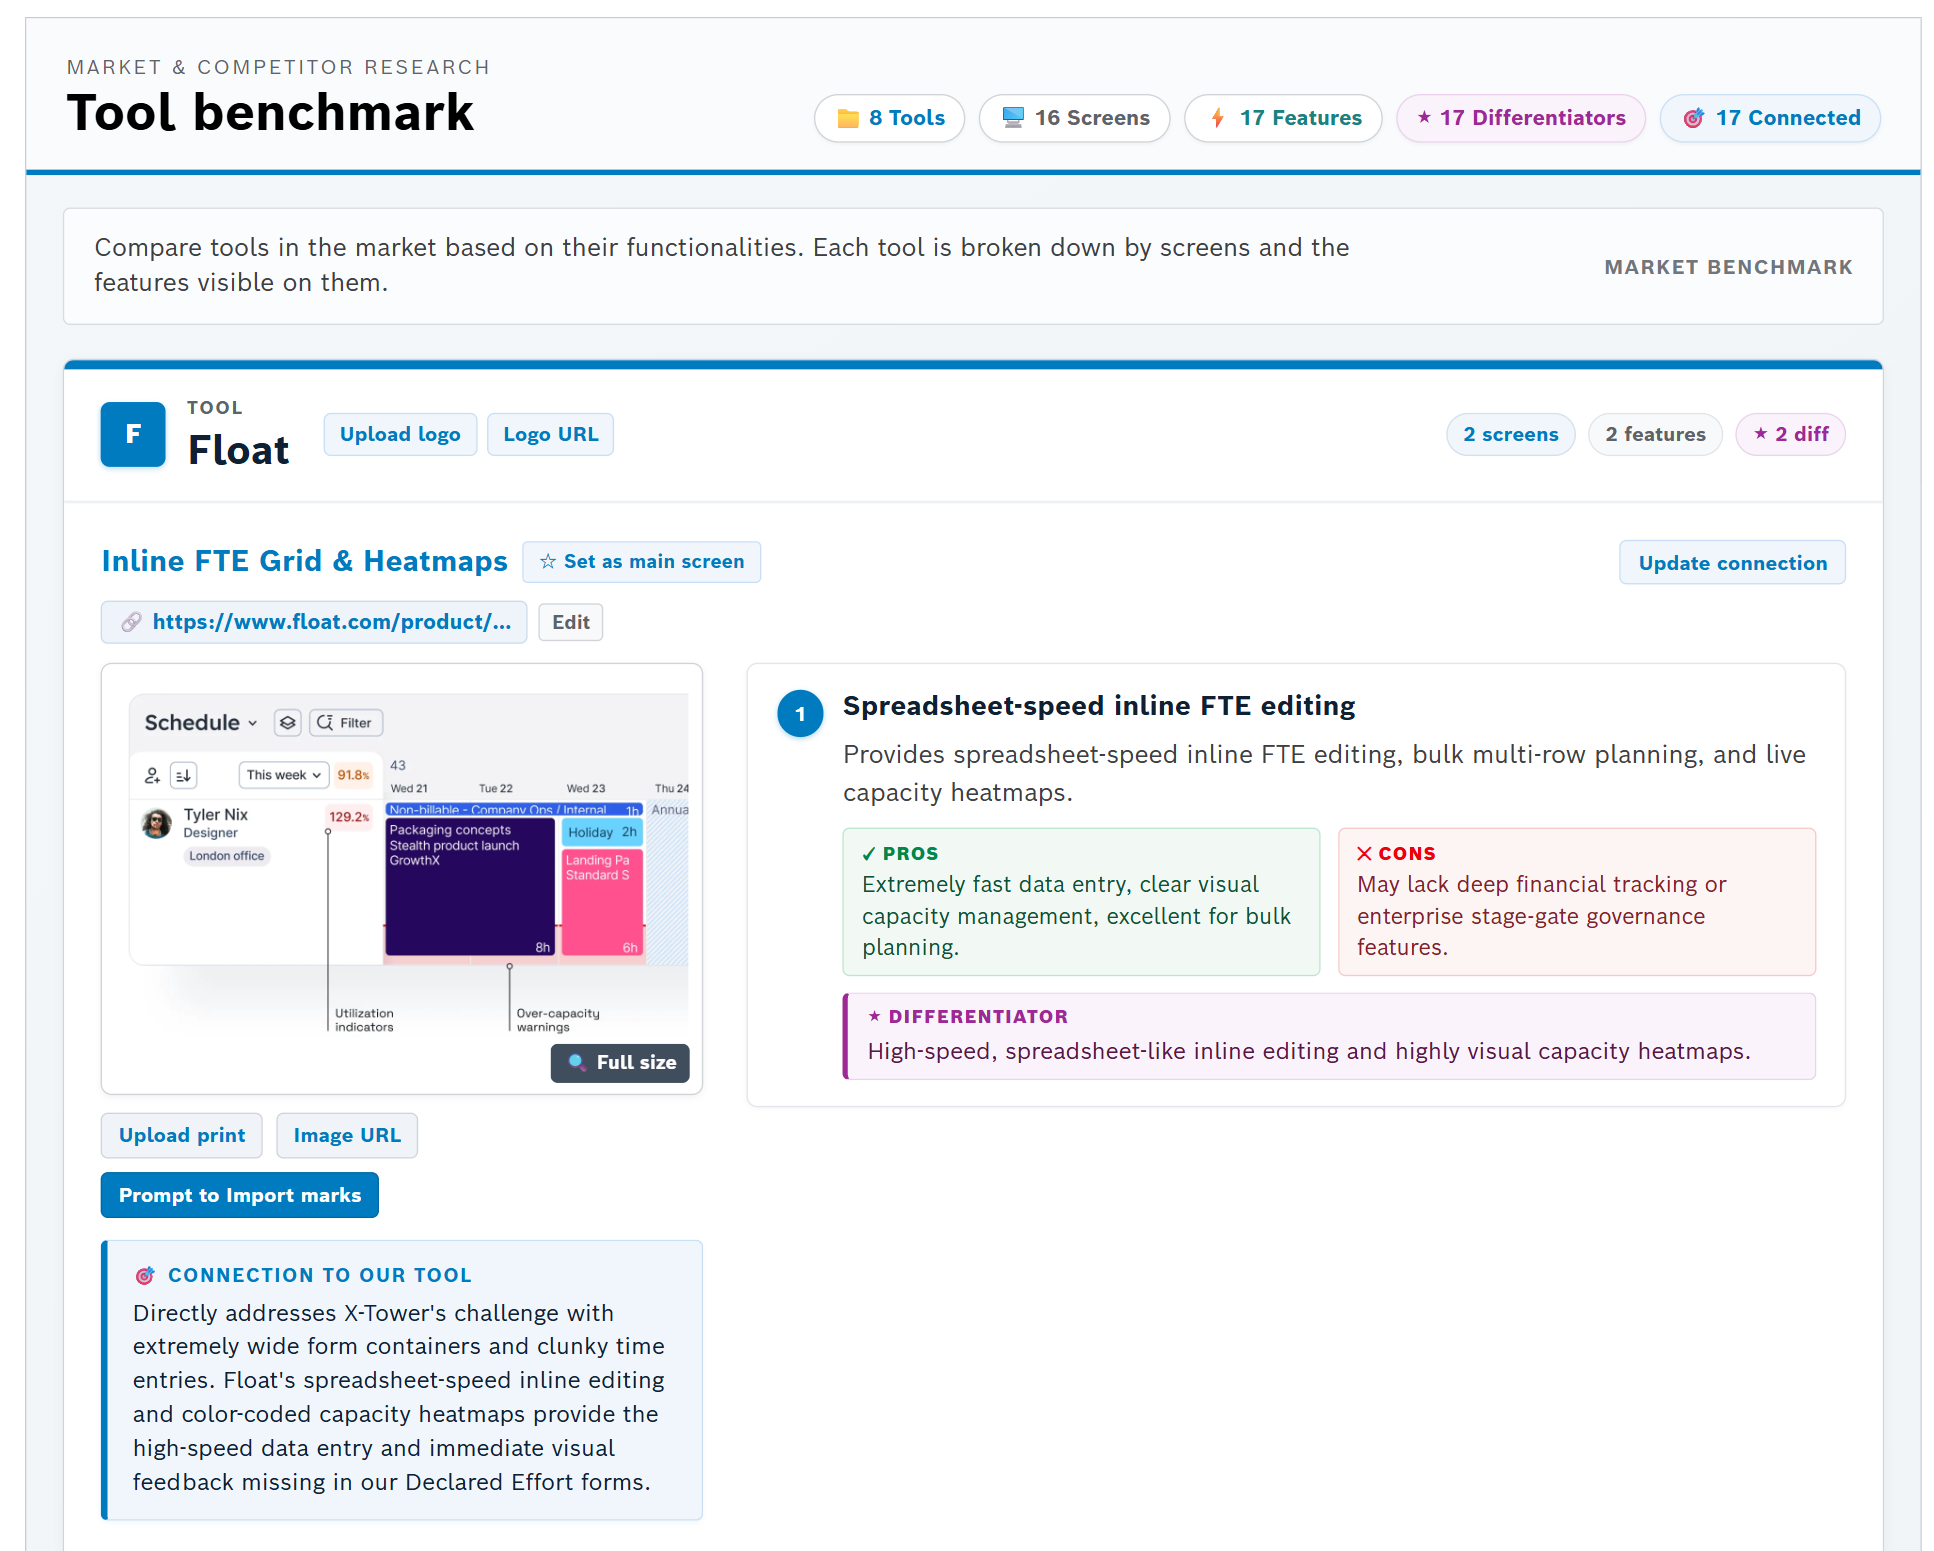 MARKET & COMPETITOR RESEARCH
Tool benchmark
8 Tools
16 Screens
17 Features
★ 17 Differentiators
17 Connected
Compare tools in the market based on their functionalities. Each tool is broken down by screens and the
features visible on them.
MARKET BENCHMARK
F
TOOL
Float
Upload logo
Logo URL
2 screens
2 features
★ 2 diff
Inline FTE Grid & Heatmaps
☆ Set as main screen
Update connection
https://www.float.com/product/...
Edit
Schedule
Filter
This week
91.8%
43
Wed 21
Tue 22
Wed 23
Thu 24
Tyler Nix
Designer
London office
129.2%
Non-billable - Company Ops / Internal 1h
Annua
Packaging concepts
Stealth product launch
GrowthX
8h
Holiday 2h
Landing Pa
Standard S
6h
Utilization
indicators
Over-capacity
warnings
Full size
1
Spreadsheet-speed inline FTE editing
Provides spreadsheet-speed inline FTE editing, bulk multi-row planning, and live
capacity heatmaps.
✓ PROS
Extremely fast data entry, clear visual
capacity management, excellent for bulk
planning.
✕ CONS
May lack deep financial tracking or
enterprise stage-gate governance
features.
★ DIFFERENTIATOR
High-speed, spreadsheet-like inline editing and highly visual capacity heatmaps.
Upload print
Image URL
Prompt to Import marks
CONNECTION TO OUR TOOL
Directly addresses X-Tower's challenge with
extremely wide form containers and clunky time
entries. Float's spreadsheet-speed inline editing
and color-coded capacity heatmaps provide the
high-speed data entry and immediate visual
feedback missing in our Declared Effort forms.